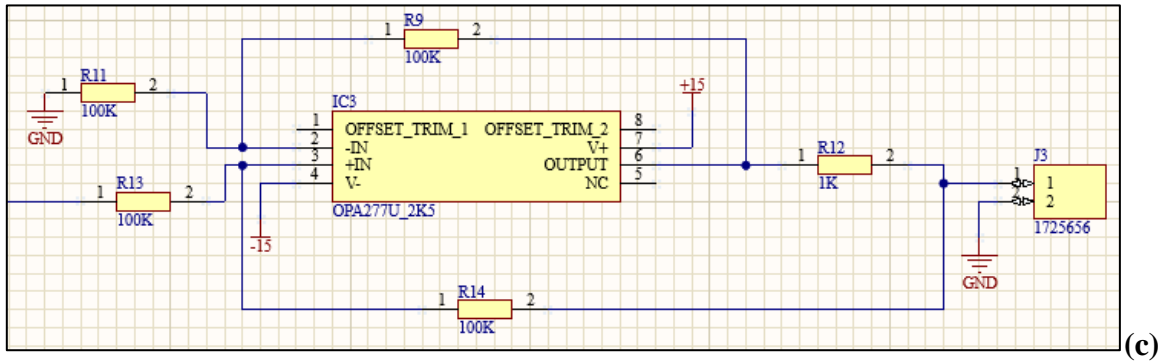 R9
1 2
100K
R11
1 2
100K
GND
IC3
+15
1 OFFSET_TRIM_1 OFFSET_TRIM_2 8
2 -IN V+ 7
3 +IN OUTPUT 6
4 V- NC 5
OPA277U_2K5
R13
1 2
100K
-15
R12
1 2
1K
J3
1 1
2 2
1725656
GND
R14
1 2
100K
(c)